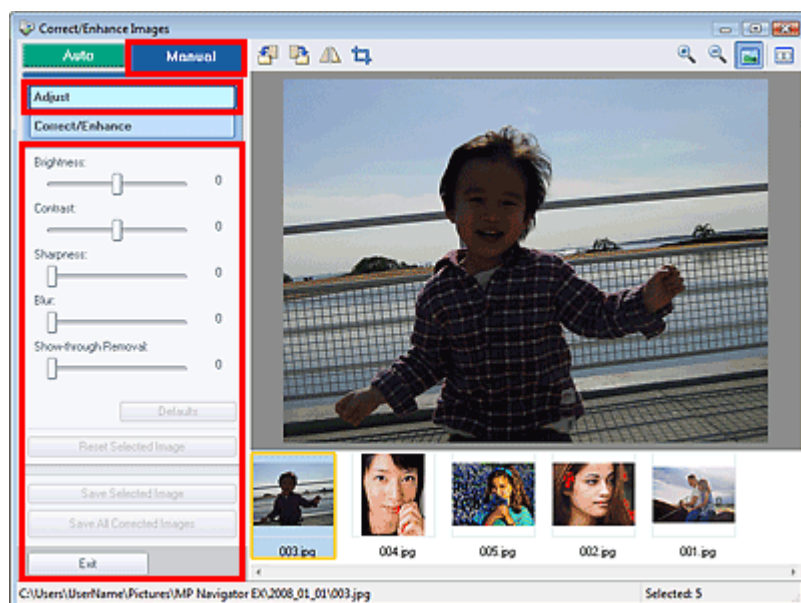 Correct/Enhance Images
Auto Manual
Adjust
Correct/Enhance
Brightness: 0
Contrast: 0
Sharpness: 0
Blur: 0
Show-through Removal: 0
Defaults
Reset Selected Image
Save Selected Image
Save All Corrected Images
Exit
003.jpg 004.jpg 005.jpg 002.jpg 001.jpg
C:\Users\UserName\Pictures\MP Navigator EX\2008_01_01\003.jpg Selected: 5